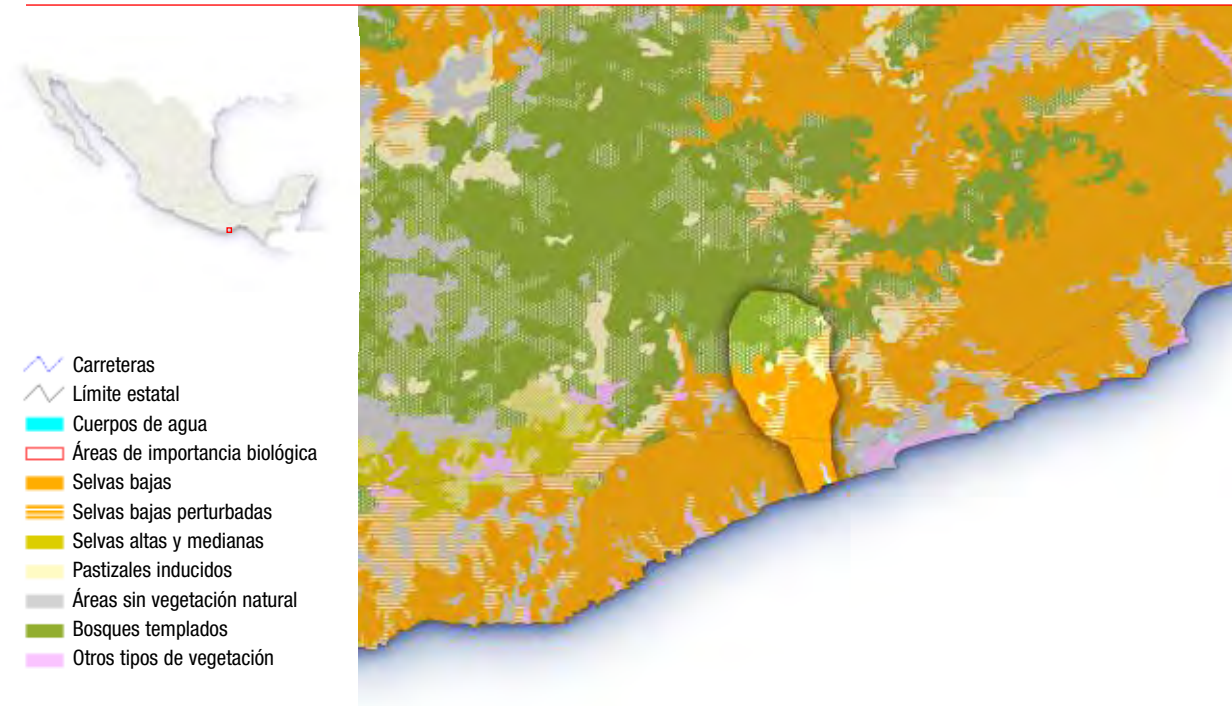 Carreteras
Límite estatal
Cuerpos de agua
Áreas de importancia biológica
Selvas bajas
Selvas bajas perturbadas
Selvas altas y medianas
Pastizales inducidos
Áreas sin vegetación natural
Bosques templados
Otros tipos de vegetación